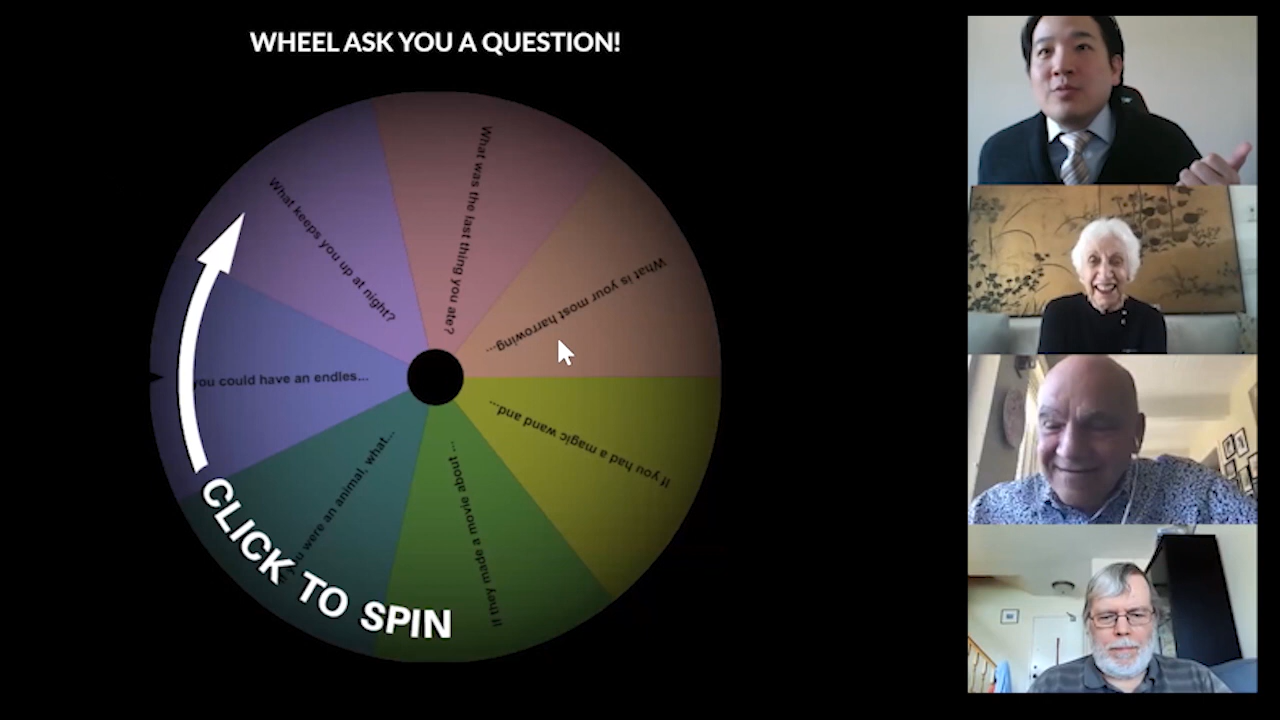 WHEEL ASK YOU A QUESTION!
What was the last thing you ate?
What is your most harrowing...
If you had a magic wand and...
If they made a movie about ...
u were an animal, what...
you could have an endles...
What keeps you up at night?
CLICK TO SPIN